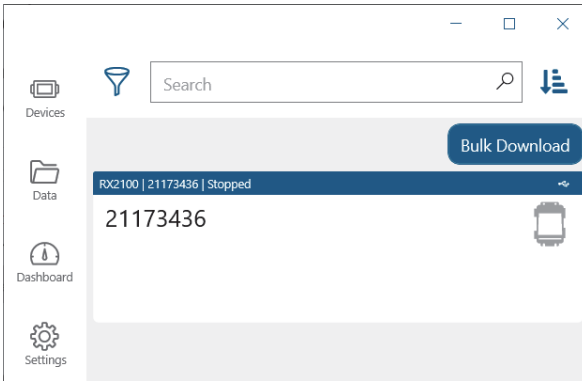 Search
Devices
Bulk Download
Data
RX2100 | 21173436 | Stopped
21173436
Dashboard
Settings